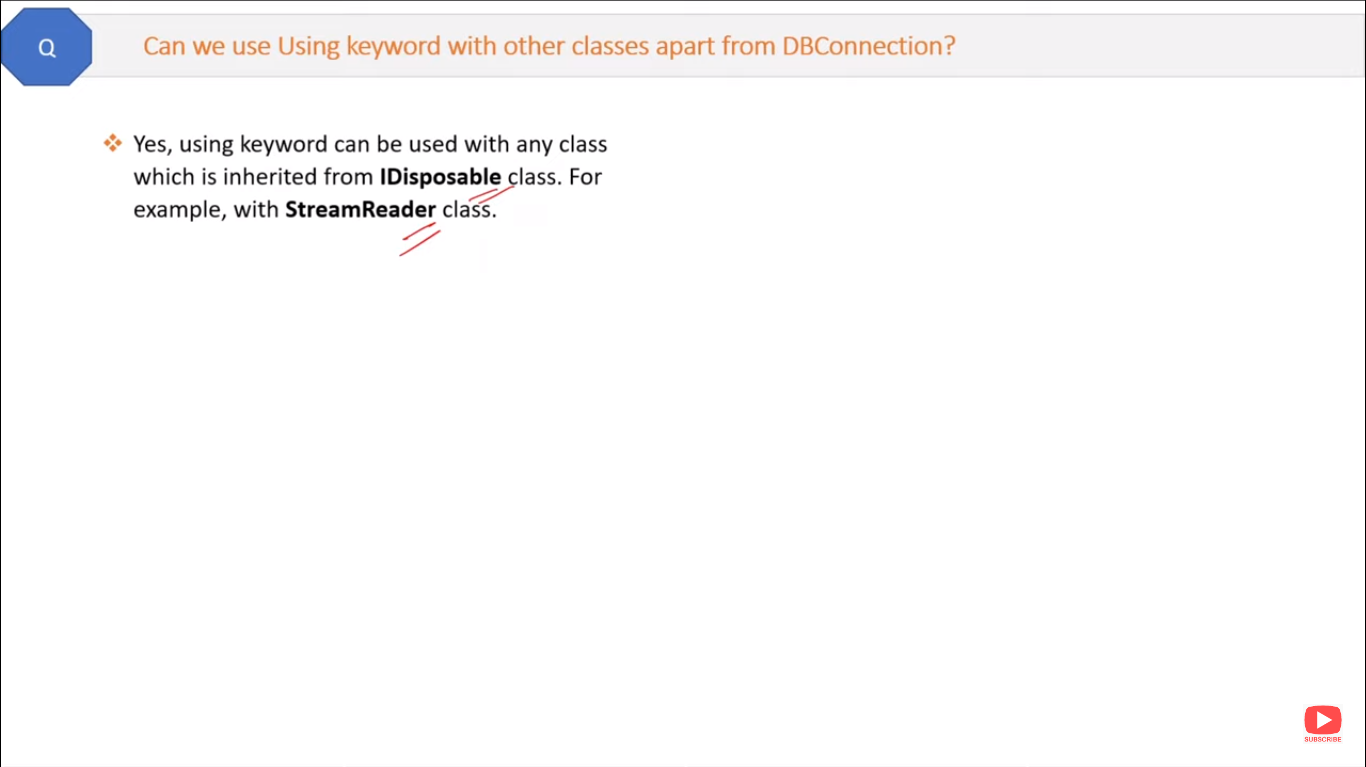 Q
Can we use Using keyword with other classes apart from DBConnection?
Yes, using keyword can be used with any class
which is inherited from IDisposable class. For
example, with StreamReader class.
SUBSCRIBE